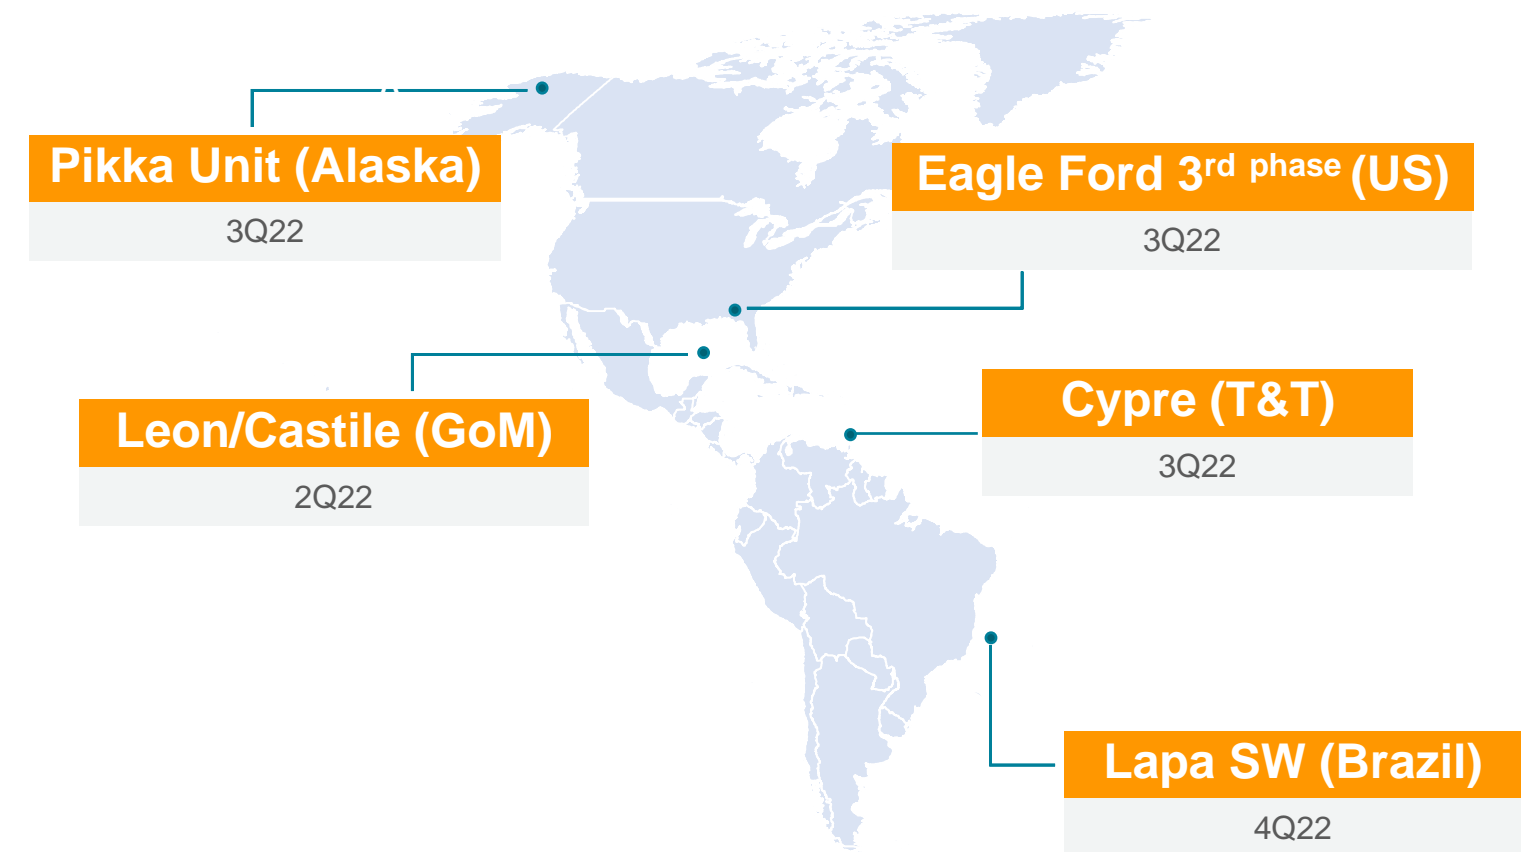 Pikka Unit (Alaska)
3Q22
Eagle Ford 3rd phase (US)
3Q22
Leon/Castile (GoM)
2Q22
Cypre (T&T)
3Q22
Lapa SW (Brazil)
4Q22